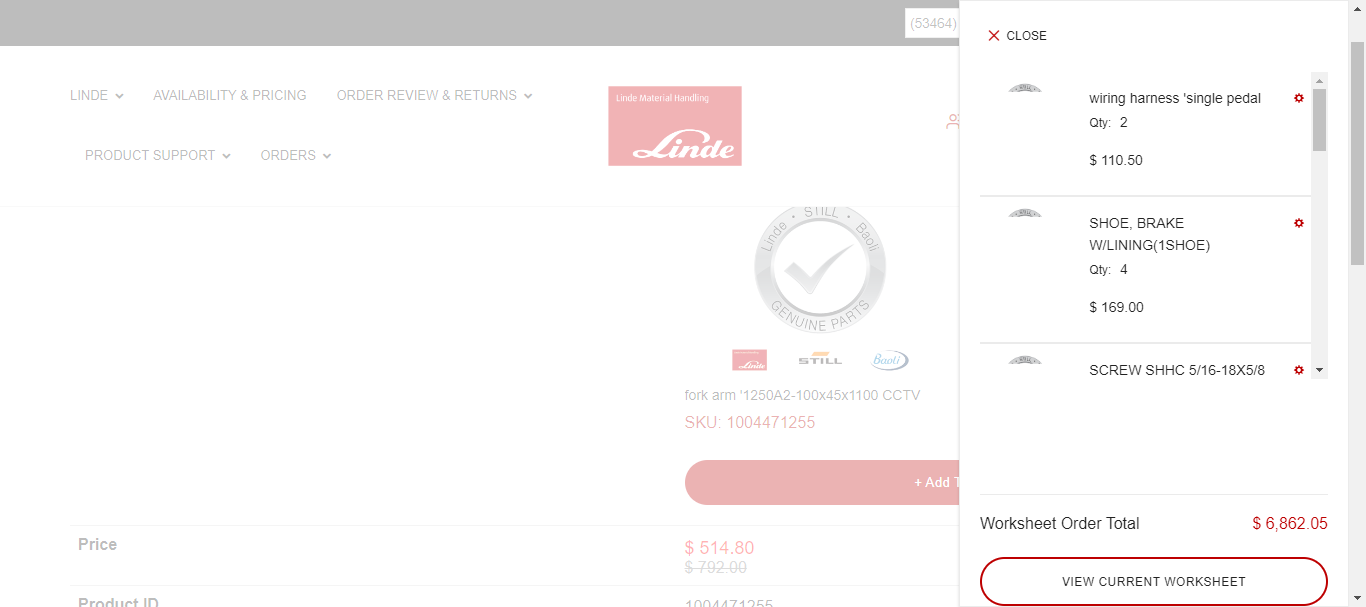 (53464)
CLOSE
LINDE
AVAILABILITY & PRICING
ORDER REVIEW & RETURNS
PRODUCT SUPPORT
ORDERS
Linde Material Handling
Linde
Linde • STILL • Baoli
GENUINE PARTS
Linde
STILL
Baoli
fork arm '1250A2-100x45x1100 CCTV
SKU: 1004471255
+ Add T
Price
$ 514.80
$ 792.00
Product ID
1004471255
wiring harness 'single pedal
Qty: 2
$ 110.50
SHOE, BRAKE
W/LINING(1SHOE)
Qty: 4
$ 169.00
SCREW SHHC 5/16-18X5/8
Worksheet Order Total
$ 6,862.05
VIEW CURRENT WORKSHEET